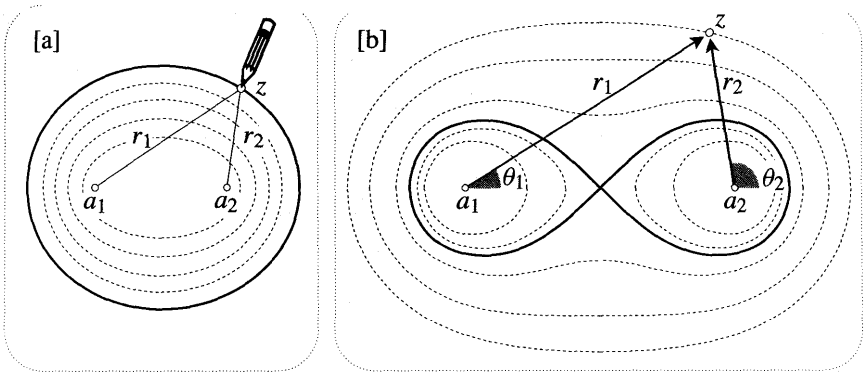 [a]
z
r₁
r₂
a₁
a₂
[b]
z
r₁
r₂
θ₁
θ₂
a₁
a₂